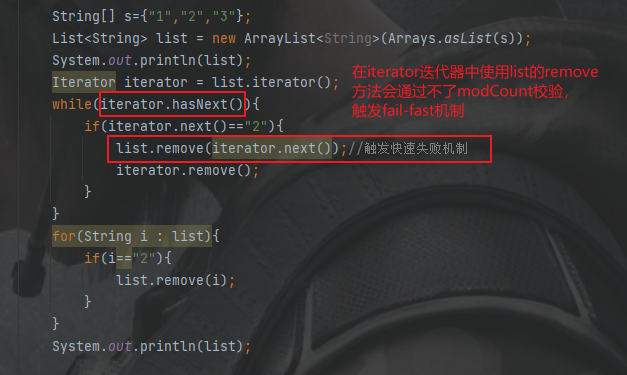 String[] s={"1","2","3"};
List<String> list = new ArrayList<String>(Arrays.asList(s));
System.out.println(list);
Iterator iterator = list.iterator();
while(iterator.hasNext()){
if(iterator.next()=="2"){
list.remove(iterator.next());//触发快速失败机制
iterator.remove();
}
}
for(String i : list){
if(i=="2"){
list.remove(i);
}
}
System.out.println(list);
在iterator迭代器中使用list的remove
方法会通过不了modCount校验，
触发fail-fast机制